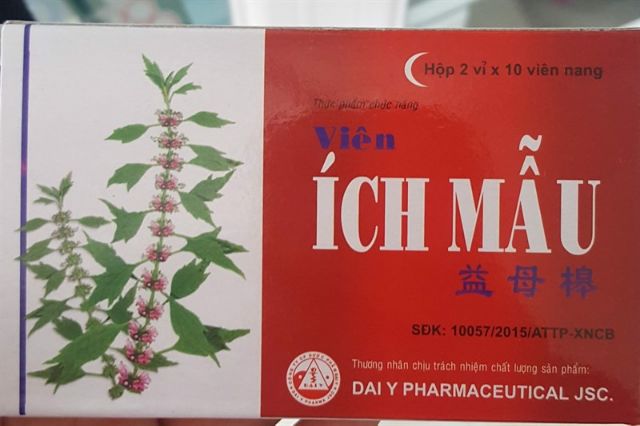 Hộp 2 vỉ x 10 viên nang
Thực phẩm chức năng
Viên
ÍCH MẪU
益母槔
SĐK: 10057/2015/ATTP-XNCB
Thương nhân chịu trách nhiệm chất lượng sản phẩm:
DAI Y PHARMACEUTICAL JSC.